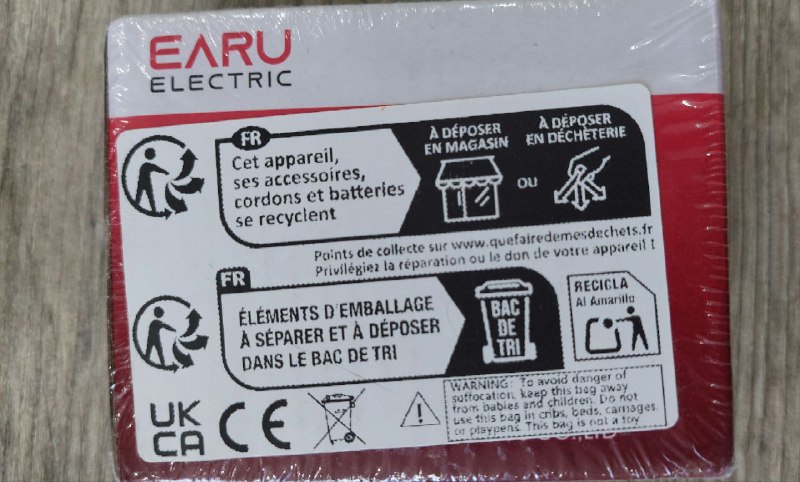 EARU
ELECTRIC
FR
Cet appareil,
ses accessoires,
cordons et batteries
se recyclent
À DÉPOSER
EN MAGASIN
OU
À DÉPOSER
EN DÉCHÈTERIE
Points de collecte sur www.quefairedemesdechets.fr
Privilégiez la réparation ou le don de votre appareil !
FR
ÉLÉMENTS D'EMBALLAGE
À SÉPARER ET À DÉPOSER
DANS LE BAC DE TRI
BAC
DE
TRI
RECICLA
Al Amarillo
UK
CA
CE
WARNING: To avoid danger of
suffocation, keep this bag away
from babies and children. Do not
use this bag in cribs, beds, carriages,
or playpens. This bag is not a toy